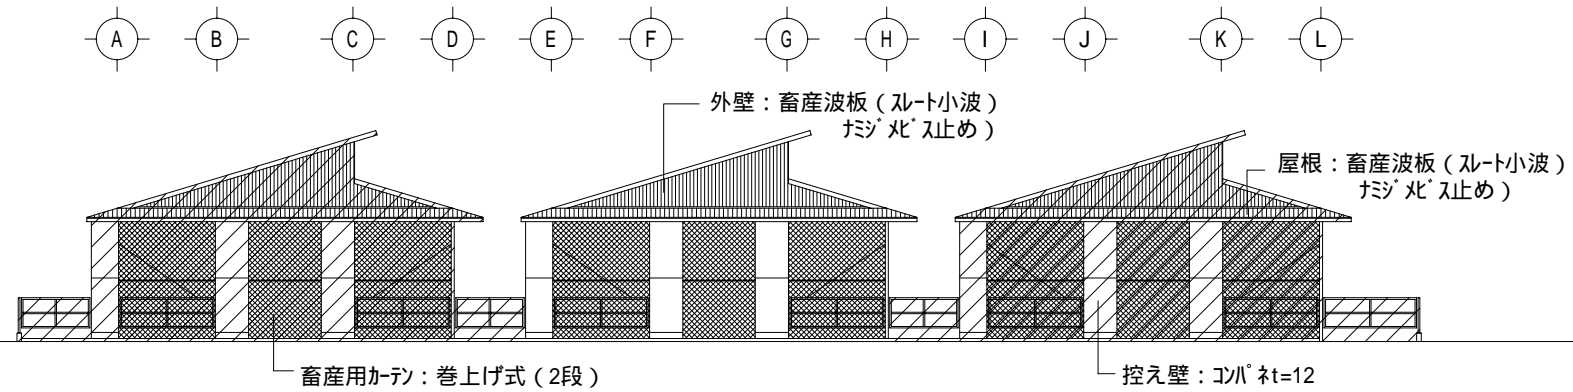 A B C D E F G H I J K L
外壁：畜産波板（ｽﾚｰﾄ小波）
ﾅﾐｼﾞﾒﾋﾞｽ止め）
屋根：畜産波板（ｽﾚｰﾄ小波）
ﾅﾐｼﾞﾒﾋﾞｽ止め）
畜産用ｶｰﾃﾝ：巻上げ式（2段）
控え壁：ｺﾝﾊﾟﾈt=12